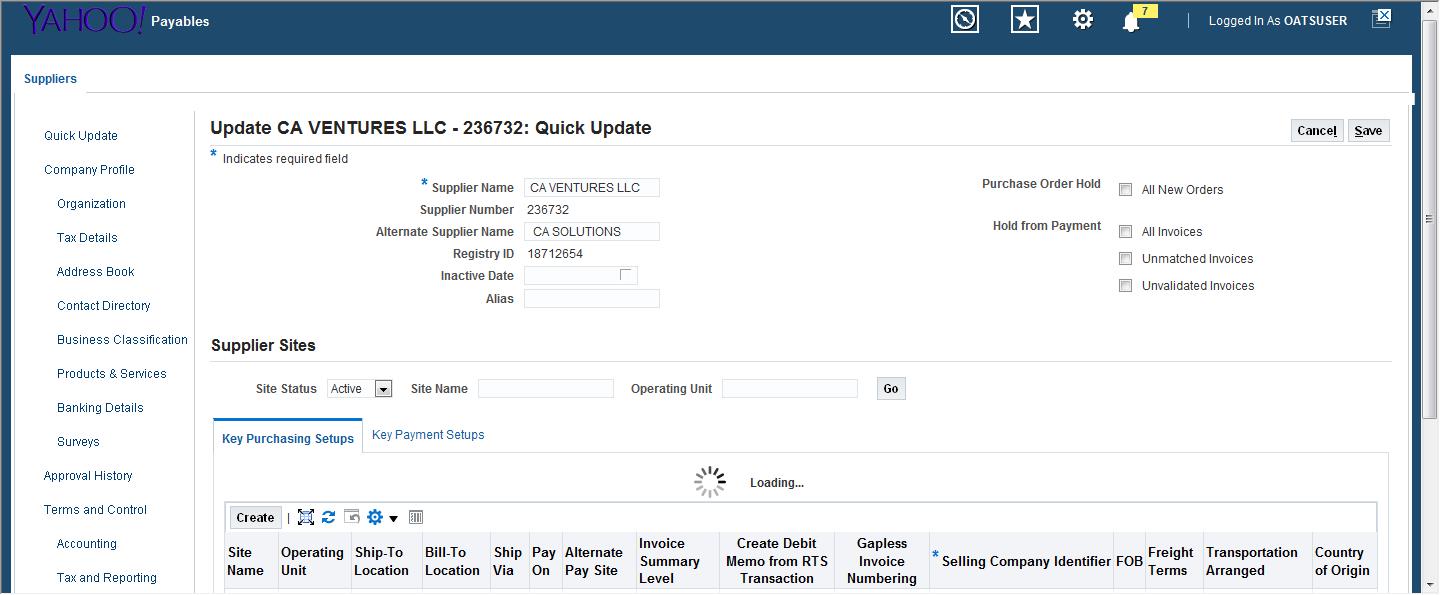 YAHOO! Payables 7 Logged In As OATSUSER
Suppliers
Quick Update
Company Profile
Organization
Tax Details
Address Book
Contact Directory
Business Classification
Products & Services
Banking Details
Surveys
Approval History
Terms and Control
Accounting
Tax and Reporting
Update CA VENTURES LLC - 236732: Quick Update
Cancel Save
* Indicates required field
* Supplier Name CA VENTURES LLC
Supplier Number 236732
Alternate Supplier Name CA SOLUTIONS
Registry ID 18712654
Inactive Date
Alias
Purchase Order Hold All New Orders
Hold from Payment All Invoices
Unmatched Invoices
Unvalidated Invoices
Supplier Sites
Site Status Active Site Name Operating Unit Go
Key Purchasing Setups Key Payment Setups
Loading...
Create |
Site Name
Operating Unit
Ship-To Location
Bill-To Location
Ship Via
Pay On
Alternate Pay Site
Invoice Summary Level
Create Debit Memo from RTS Transaction
Gapless Invoice Numbering
* Selling Company Identifier
FOB
Freight Terms
Transportation Arranged
Country of Origin